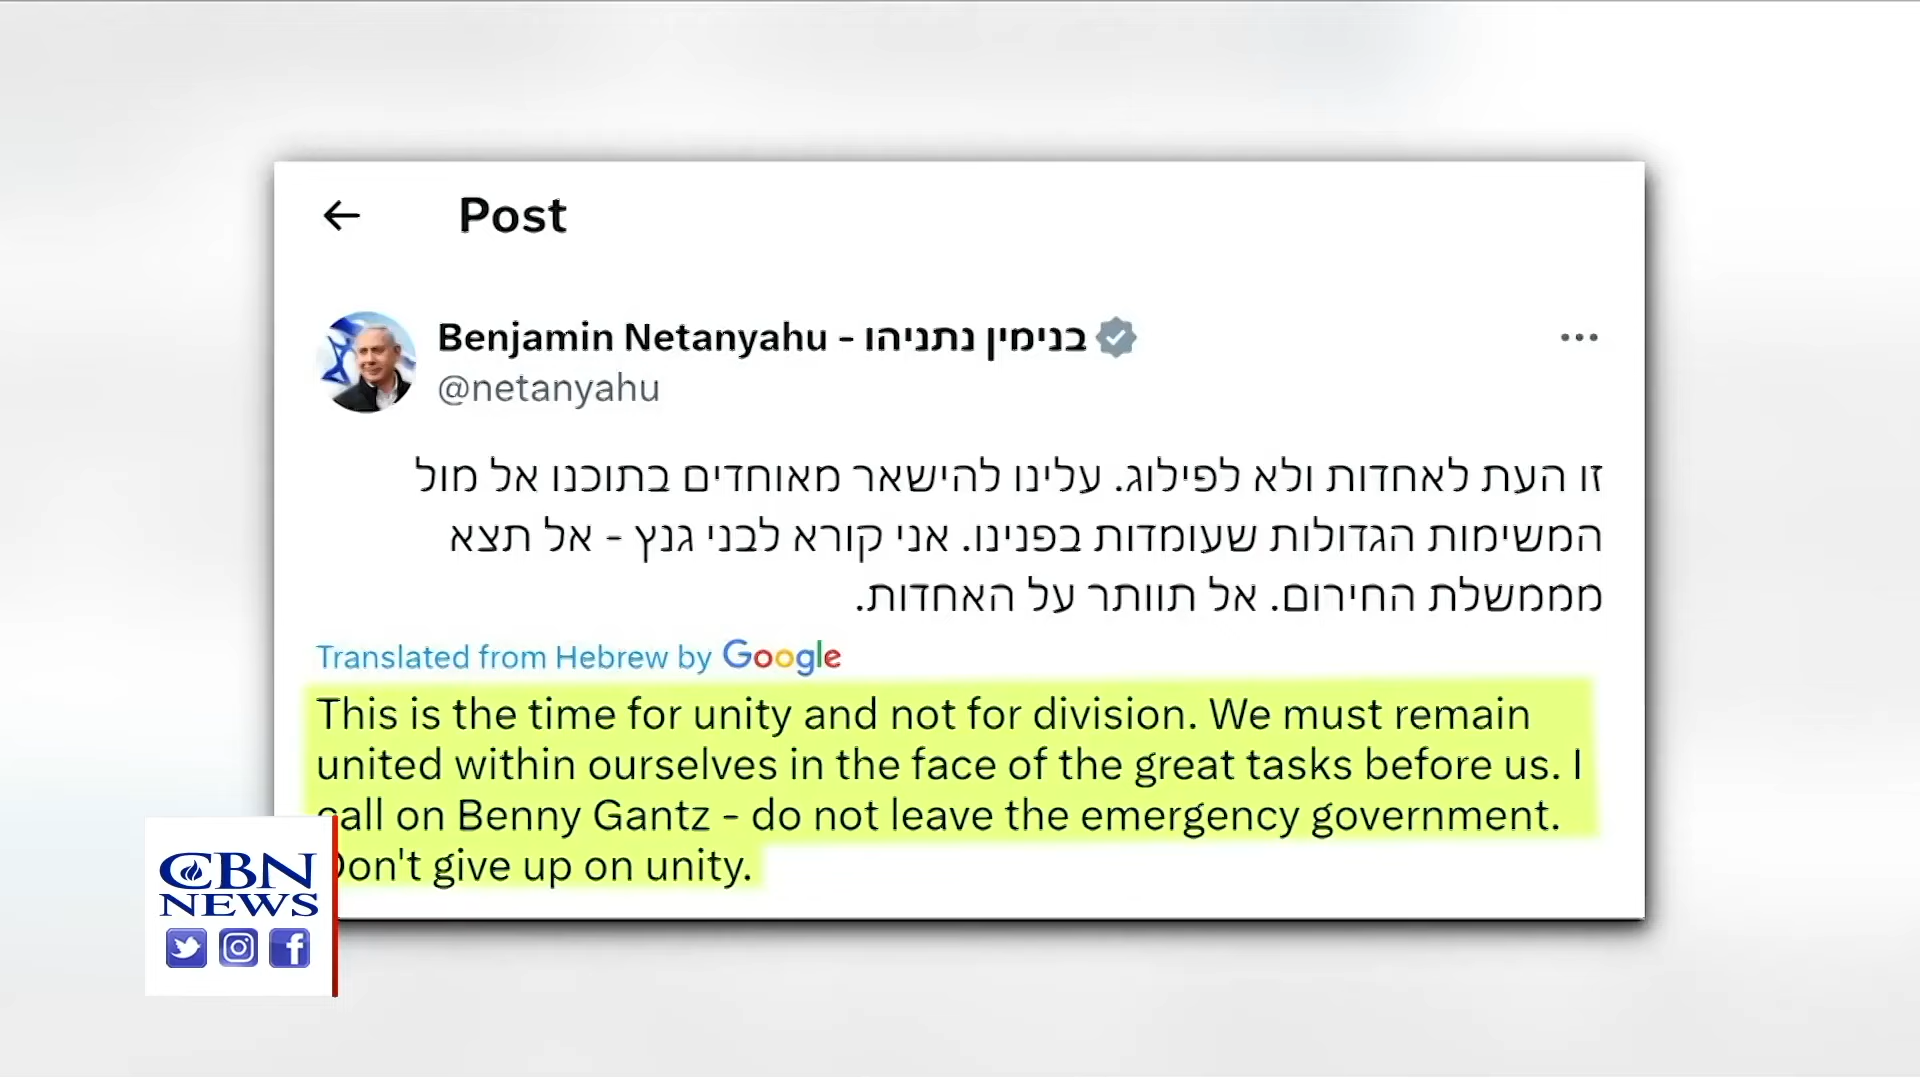 Post
Benjamin Netanyahu - בנימין נתניהו
@netanyahu
זו העת לאחדות ולא לפילוג. עלינו להישאר מאוחדים בתוכנו אל מול
המשימות הגדולות שעומדות בפנינו. אני קורא לבני גנץ - אל תצא
מממשלת החירום. אל תוותר על האחדות.
Translated from Hebrew by Google
This is the time for unity and not for division. We must remain
united within ourselves in the face of the great tasks before us. I
call on Benny Gantz - do not leave the emergency government.
Don't give up on unity.
CBN
NEWS